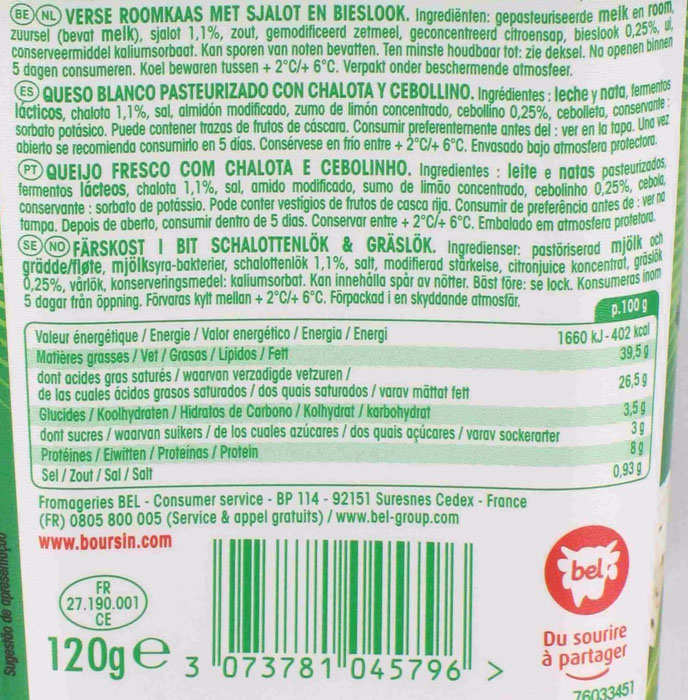 BE NL VERSE ROOMKAAS MET SJALOT EN BIESLOOK. Ingrediënten: gepasteuriseerde melk en room,
zuursel (bevat melk), sjalot 1,1%, zout, gemodificeerd zetmeel, geconcentreerd citroensap, bieslook 0,25%, ui,
conserveermiddel kaliumsorbaat. Kan sporen van noten bevatten. Ten minste houdbaar tot: zie deksel. Na openen binnen
5 dagen consumeren. Koel bewaren tussen + 2°C/+ 6°C. Verpakt onder beschermende atmosfeer.
ES QUESO BLANCO PASTEURIZADO CON CHALOTA Y CEBOLLINO. Ingrédientes : leche y nata, fermentos
lácticos, chalota 1,1%, sal, almidón modificado, zumo de limón concentrado, cebollino 0,25%, cebolleta, conservante :
sorbato potásico. Puede contener trazas de frutos de cáscara. Consumir preferentemente antes del : ver en la tapa. Una vez
abierto se recomienda consumirlo en 5 días. Consérvese en frío entre + 2°C/+ 6°C. Envasado bajo atmosfera protectora.
PT QUEIJO FRESCO COM CHALOTA E CEBOLINHO. Ingredientes : leite e natas pasteurizados,
fermentos lácteos, chalota 1,1%, sal, amido modificado, sumo de limão concentrado, cebolinho 0,25%, cebola,
conservante : sorbato de potássio. Pode conter vestígios de frutos de casca rija. Consumir de preferência antes de : ver na
tampa. Depois de aberto, consumir dentro de 5 dias. Conservar entre + 2°C/+ 6°C. Embalado em atmosfera protetora.
SE NO FÄRSKOST I BIT SCHALOTTENLÖK & GRÄSLÖK. Ingredienser: pastöriserad mjölk och
grädde/fløte, mjölksyra-bakterier, schalottenlök 1,1%, salt, modifierad stärkelse, citronjuice koncentrat, gräslök
0,25%, vårlök, konserveringsmedel: kaliumsorbat. Kan innehålla spår av nötter. Bäst före: se lock. Konsumeras inom
5 dagar från öppning. Förvaras kylt mellan + 2°C/+ 6°C. Förpackad i en skyddande atmosfär.
p.100 g
Valeur énergétique / Energie / Valor energético / Energia / Energi 1660 kJ - 402 kcal
Matières grasses / Vet / Grasas / Lípidos / Fett 39,5 g
dont acides gras saturés / waarvan verzadigde vetzuren /
de las cuales ácidos grasos saturados / dos quais saturados / varav mättat fett 26,5 g
Glucides / Koolhydraten / Hidratos de Carbono / Kolhydrat / karbohydrat 3,5 g
dont sucres / waarvan suikers / de los cuales azúcares / dos quais açúcares / varav sockerarter 3 g
Protéines / Eiwitten / Proteínas / Protein 8 g
Sel / Zout / Sal / Salt 0,93 g
Fromageries BEL - Consumer service - BP 114 - 92151 Suresnes Cedex - France
(FR) 0805 800 005 (Service & appel gratuits) / www.bel-group.com
www.boursin.com
bel
FR
27.190.001
CE
Du sourire
à partager
120g e 3 073781 045796 >
76033451
Sugestão de apresentação